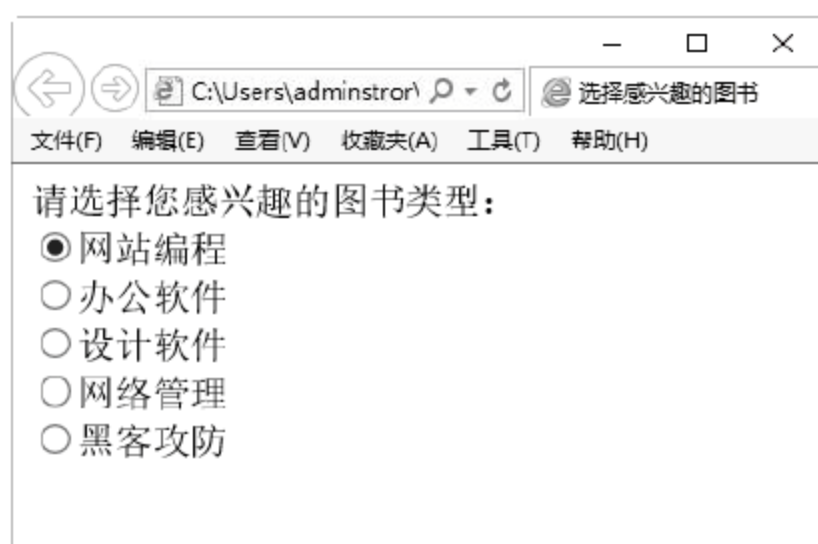 C:\Users\adminstror\
选择感兴趣的图书
文件(F) 编辑(E) 查看(V) 收藏夹(A) 工具(T) 帮助(H)
请选择您感兴趣的图书类型：
网站编程
办公软件
设计软件
网络管理
黑客攻防